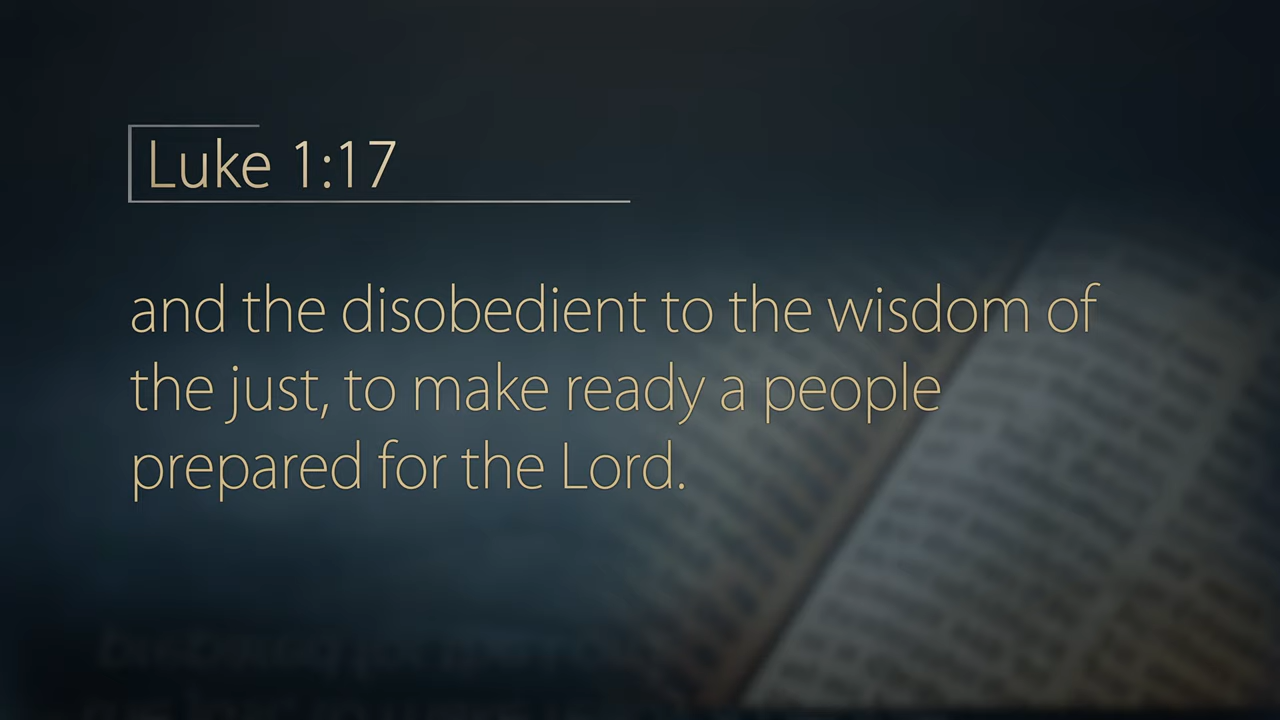 Luke 1:17
and the disobedient to the wisdom of
the just, to make ready a people
prepared for the Lord.